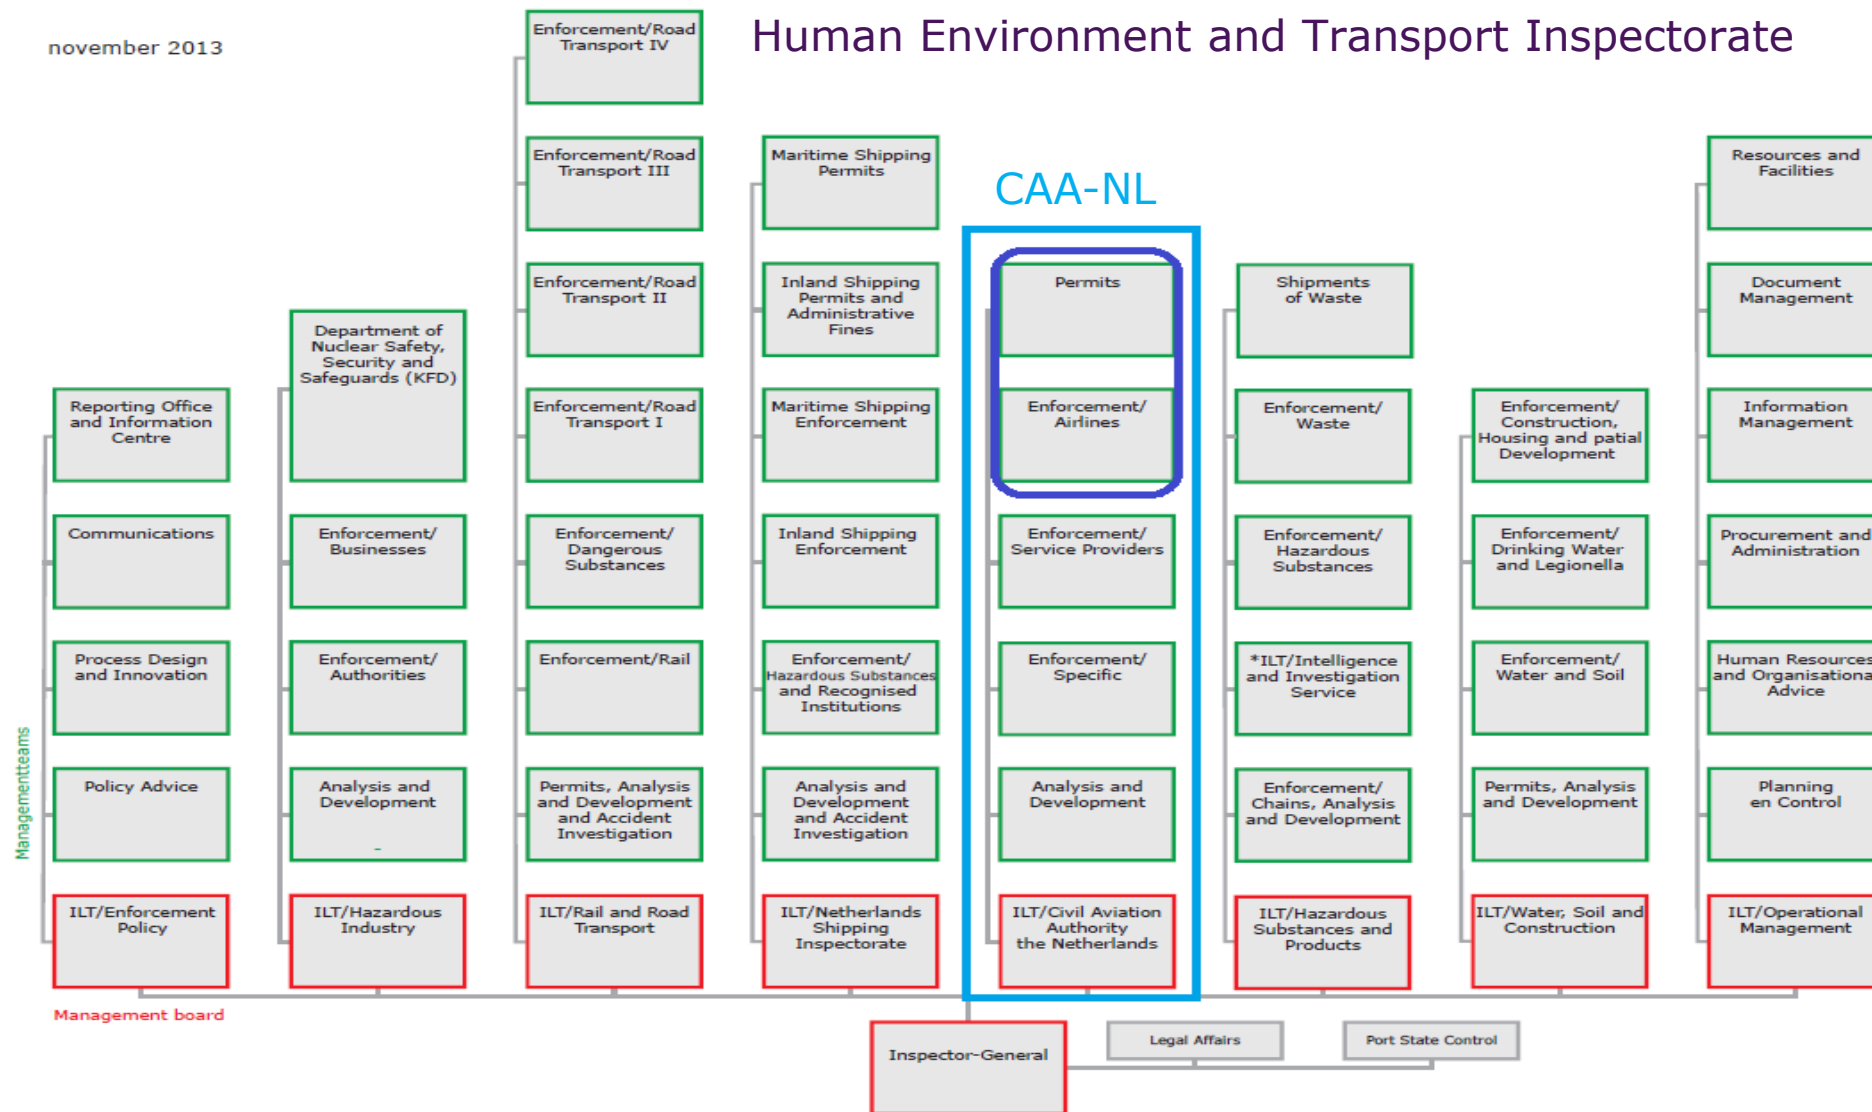 november 2013
Human Environment and Transport Inspectorate
CAA-NL
Managementteams
Reporting Office
and Information
Centre
Communications
Process Design
and Innovation
Policy Advice
ILT/Enforcement
Policy
Department of
Nuclear Safety,
Security and
Safeguards (KFD)
Enforcement/
Businesses
Enforcement/
Authorities
Analysis and
Development
-
ILT/Hazardous
Industry
Enforcement/Road
Transport IV
Enforcement/Road
Transport III
Enforcement/Road
Transport II
Enforcement/Road
Transport I
Enforcement/
Dangerous
Substances
Enforcement/Rail
Permits, Analysis
and Development
and Accident
Investigation
ILT/Rail and Road
Transport
Maritime Shipping
Permits
Inland Shipping
Permits and
Administrative
Fines
Maritime Shipping
Enforcement
Inland Shipping
Enforcement
Enforcement/
Hazardous Substances
and Recognised
Institutions
Analysis and
Development
and Accident
Investigation
ILT/Netherlands
Shipping
Inspectorate
Permits
Enforcement/
Airlines
Enforcement/
Service Providers
Enforcement/
Specific
Analysis and
Development
ILT/Civil Aviation
Authority
the Netherlands
Shipments
of Waste
Enforcement/
Waste
Enforcement/
Hazardous
Substances
*ILT/Intelligence
and Investigation
Service
Enforcement/
Chains, Analysis
and Development
ILT/Hazardous
Substances and
Products
Enforcement/
Construction,
Housing and patial
Development
Enforcement/
Drinking Water
and Legionella
Enforcement/
Water and Soil
Permits, Analysis
and Development
ILT/Water, Soil and
Construction
Resources and
Facilities
Document
Management
Information
Management
Procurement and
Administration
Human Resources
and Organisationa
Advice
Planning
en Control
ILT/Operational
Management
Management board
Inspector-General
Legal Affairs
Port State Control